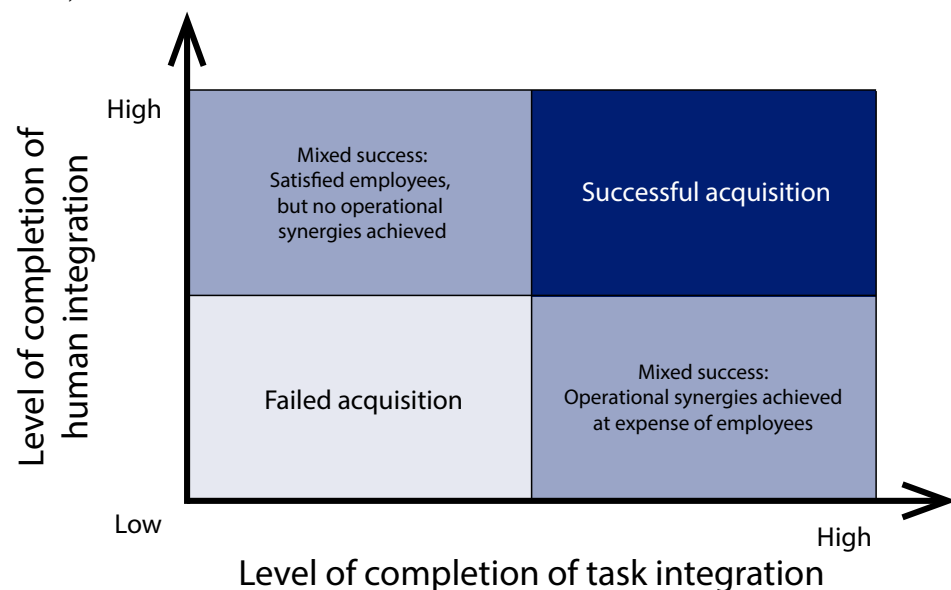 High
Level of completion of
human integration
Mixed success:
Satisfied employees,
but no operational
synergies achieved
Successful acquisition
Failed acquisition
Mixed success:
Operational synergies achieved
at expense of employees
Low
High
Level of completion of task integration